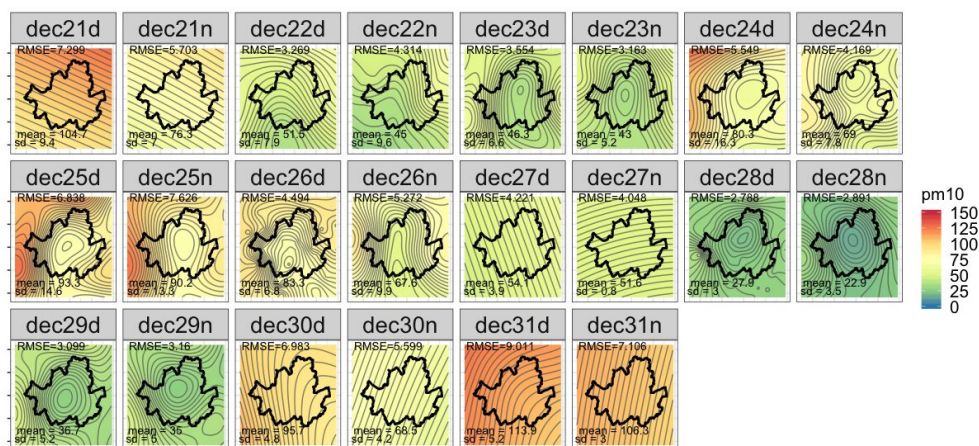 dec21d dec21n dec22d dec22n dec23d dec23n dec24d dec24n
RMSE=7.299 RMSE=5.703 RMSE=3.269 RMSE=4.314 RMSE=3.554 RMSE=3.163 RMSE=5.549 RMSE=4.169
mean = 104.7 mean = 76.3 mean = 51.5 mean = 45 mean = 46.3 mean = 43 mean = 80.3 mean = 69
sd = 9.4 sd = 7 sd = 7.9 sd = 9.6 sd = 6.6 sd = 5.2 sd = 16.3 sd = 7.8
dec25d dec25n dec26d dec26n dec27d dec27n dec28d dec28n
RMSE=6.838 RMSE=7.626 RMSE=4.494 RMSE=5.272 RMSE=4.221 RMSE=4.048 RMSE=2.788 RMSE=2.891
mean = 93.3 mean = 90.2 mean = 83.3 mean = 67.6 mean = 54.1 mean = 51.6 mean = 27.9 mean = 22.9
sd = 14.6 sd = 13.3 sd = 6.8 sd = 9.9 sd = 3.9 sd = 0.8 sd = 3 sd = 3.5
dec29d dec29n dec30d dec30n dec31d dec31n
RMSE=3.099 RMSE=3.16 RMSE=6.983 RMSE=5.599 RMSE=9.011 RMSE=7.106
mean = 36.7 mean = 35 mean = 95.7 mean = 68.5 mean = 113.9 mean = 106.3
sd = 5.2 sd = 5 sd = 4.8 sd = 4.2 sd = 5.2 sd = 3
pm10
150
125
100
75
50
25
0